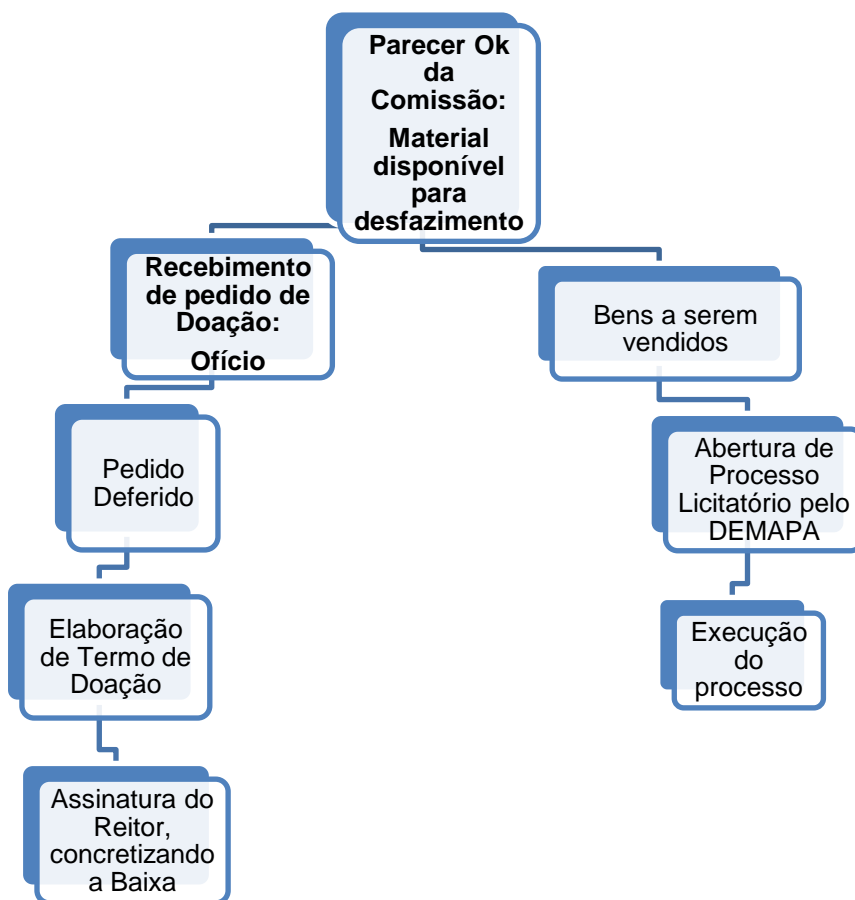 Parecer Ok
da
Comissão:
Material
disponível
para
desfazimento
Recebimento
de pedido de
Doação:
Ofício
Bens a serem
vendidos
Pedido
Deferido
Abertura de
Processo
Licitatório pelo
DEMAPA
Elaboração
de Termo de
Doação
Execução
do
processo
Assinatura do
Reitor,
concretizando
a Baixa